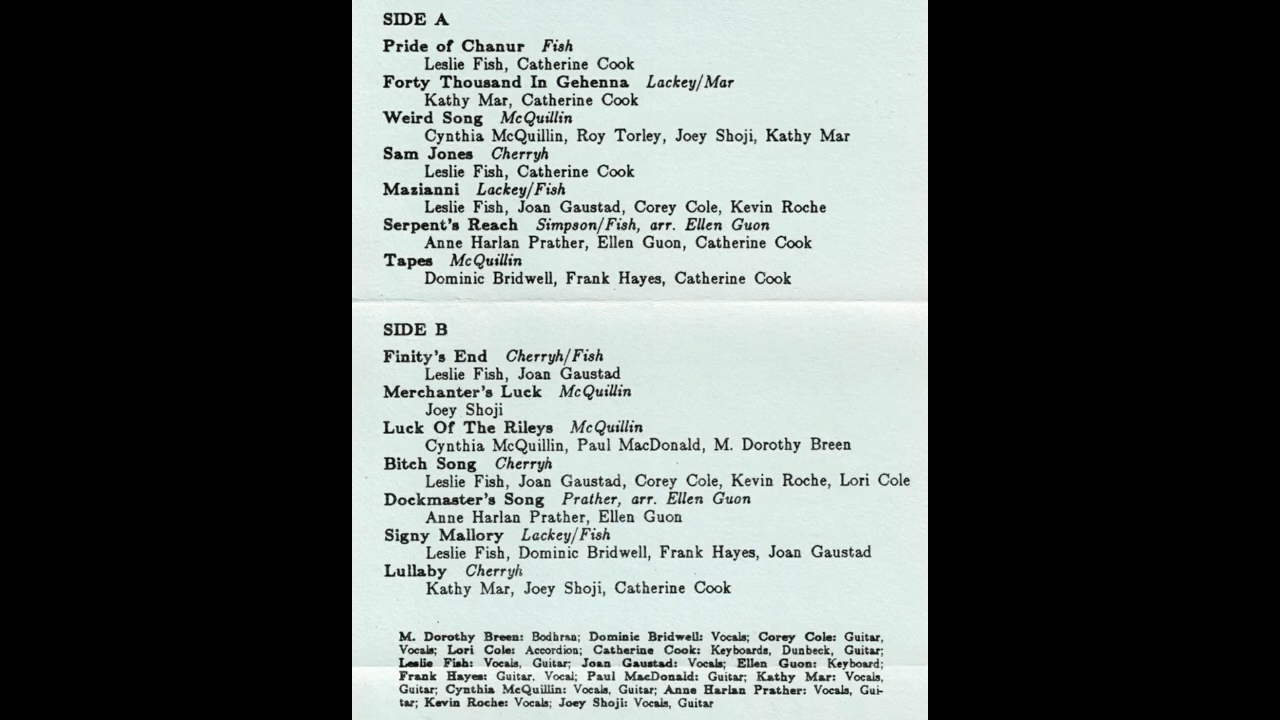 SIDE A
Pride of Chanur Fish
Leslie Fish, Catherine Cook
Forty Thousand In Gehenna Lackey/Mar
Kathy Mar, Catherine Cook
Weird Song McQuillin
Cynthia McQuillin, Roy Torley, Joey Shoji, Kathy Mar
Sam Jones Cherryh
Leslie Fish, Catherine Cook
Mazianni Lackey/Fish
Leslie Fish, Joan Gaustad, Corey Cole, Kevin Roche
Serpent's Reach Simpson/Fish, arr. Ellen Guon
Anne Harlan Prather, Ellen Guon, Catherine Cook
Tapes McQuillin
Dominic Bridwell, Frank Hayes, Catherine Cook
SIDE B
Finity's End Cherryh/Fish
Leslie Fish, Joan Gaustad
Merchanter's Luck McQuillin
Joey Shoji
Luck Of The Rileys McQuillin
Cynthia McQuillin, Paul MacDonald, M. Dorothy Breen
Bitch Song Cherryh
Leslie Fish, Joan Gaustad, Corey Cole, Kevin Roche, Lori Cole
Dockmaster's Song Prather, arr. Ellen Guon
Anne Harlan Prather, Ellen Guon
Signy Mallory Lackey/Fish
Leslie Fish, Dominic Bridwell, Frank Hayes, Joan Gaustad
Lullaby Cherryh
Kathy Mar, Joey Shoji, Catherine Cook
M. Dorothy Breen: Bodhran; Dominic Bridwell: Vocals; Corey Cole: Guitar,
Vocals; Lori Cole: Accordion; Catherine Cook: Keyboards, Dunbeck, Guitar;
Leslie Fish: Vocals, Guitar; Joan Gaustad: Vocals; Ellen Guon: Keyboard;
Frank Hayes: Guitar. Vocal; Paul MacDonald: Guitar; Kathy Mar: Vocals,
Guitar; Cynthia McQuillin: Vocals, Guitar; Anne Harlan Prather: Vocals, Gui-
tar; Kevin Roche: Vocals; Joey Shoji: Vocals, Guitar